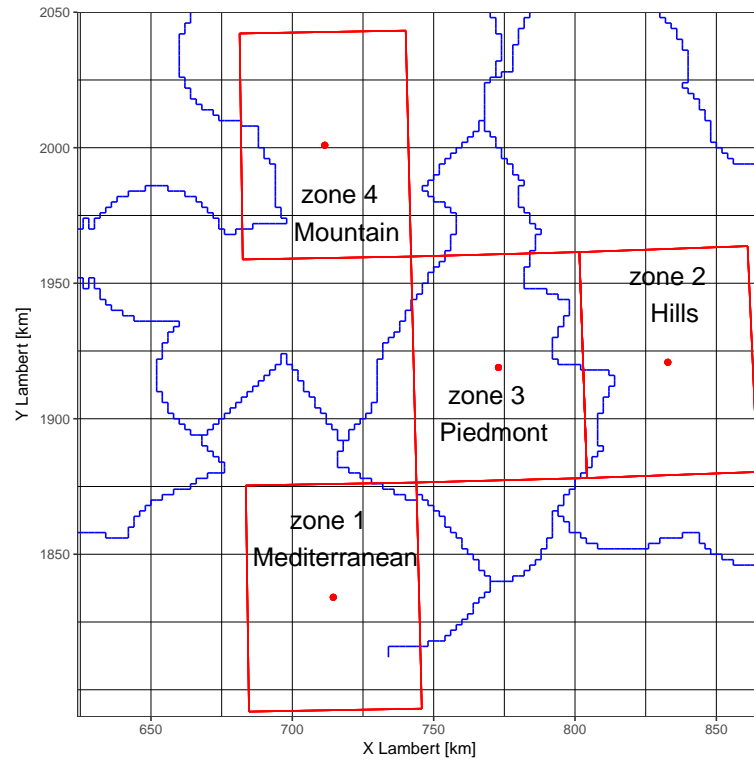 2050
2000
1950
1900
1850
Y Lambert [km]
zone 4
Mountain
zone 2
Hills
zone 3
Piedmont
zone 1
Mediterranean
650
700
750
800
850
X Lambert [km]